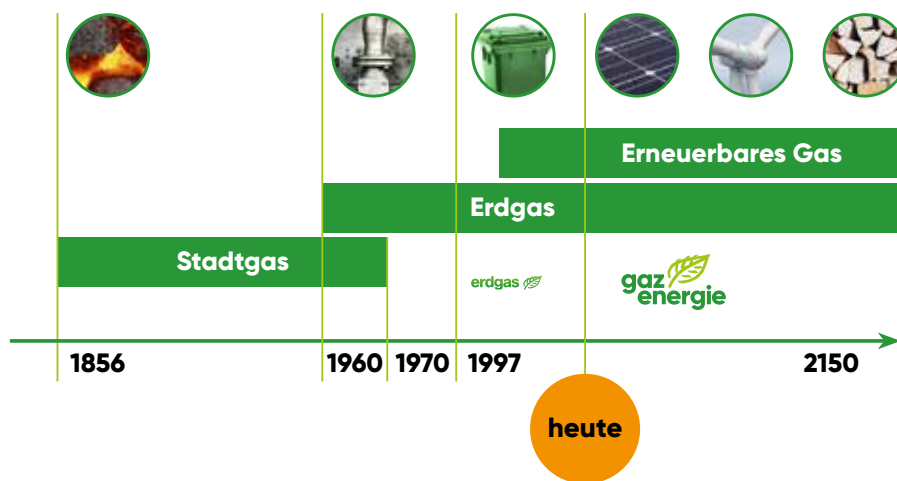 Erneuerbares Gas
Erdgas
Stadtgas
erdgas
gaz
energie
1856
1960
1970
1997
2150
heute